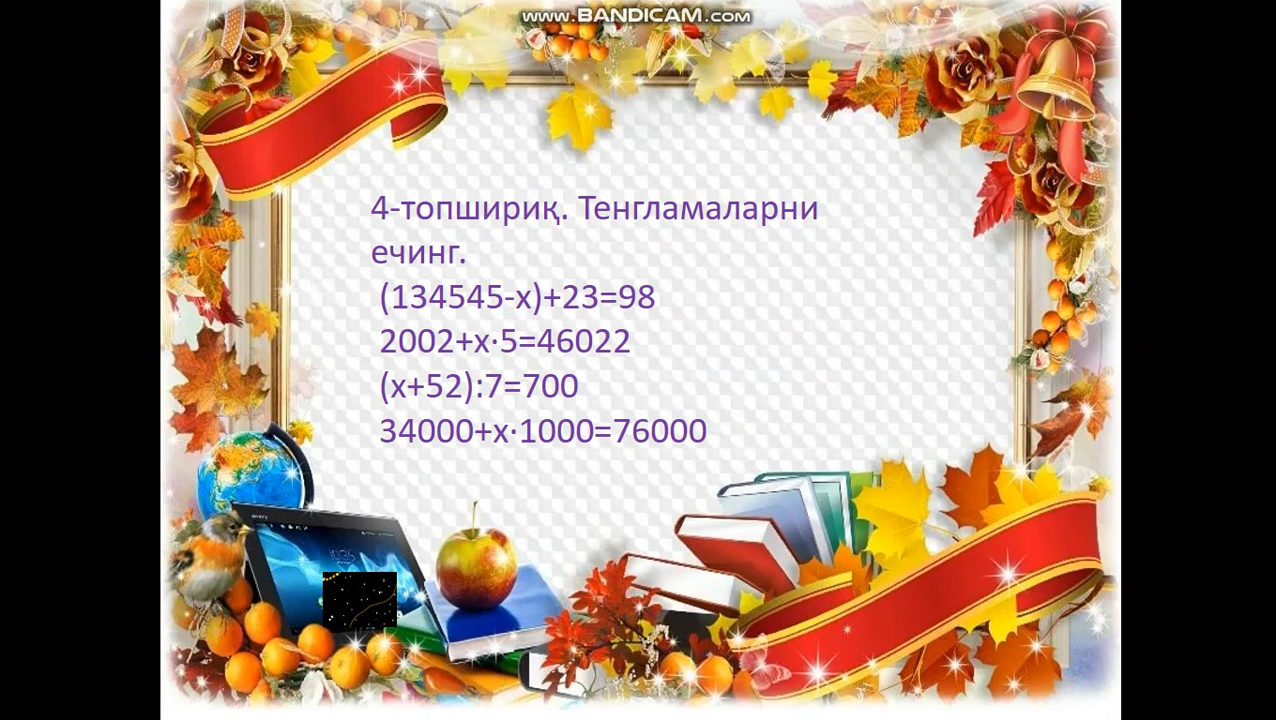 www.BANDICAM.com
4-топшириқ. Тенгламаларни
ечинг.
(134545-х)+23=98
2002+х·5=46022
(х+52):7=700
34000+х·1000=76000